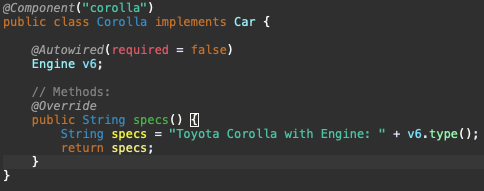 @Component("corolla")
public class Corolla implements Car {
@Autowired(required = false)
Engine v6;
// Methods:
@Override
public String specs() {
String specs = "Toyota Corolla with Engine: " + v6.type();
return specs;
}
}